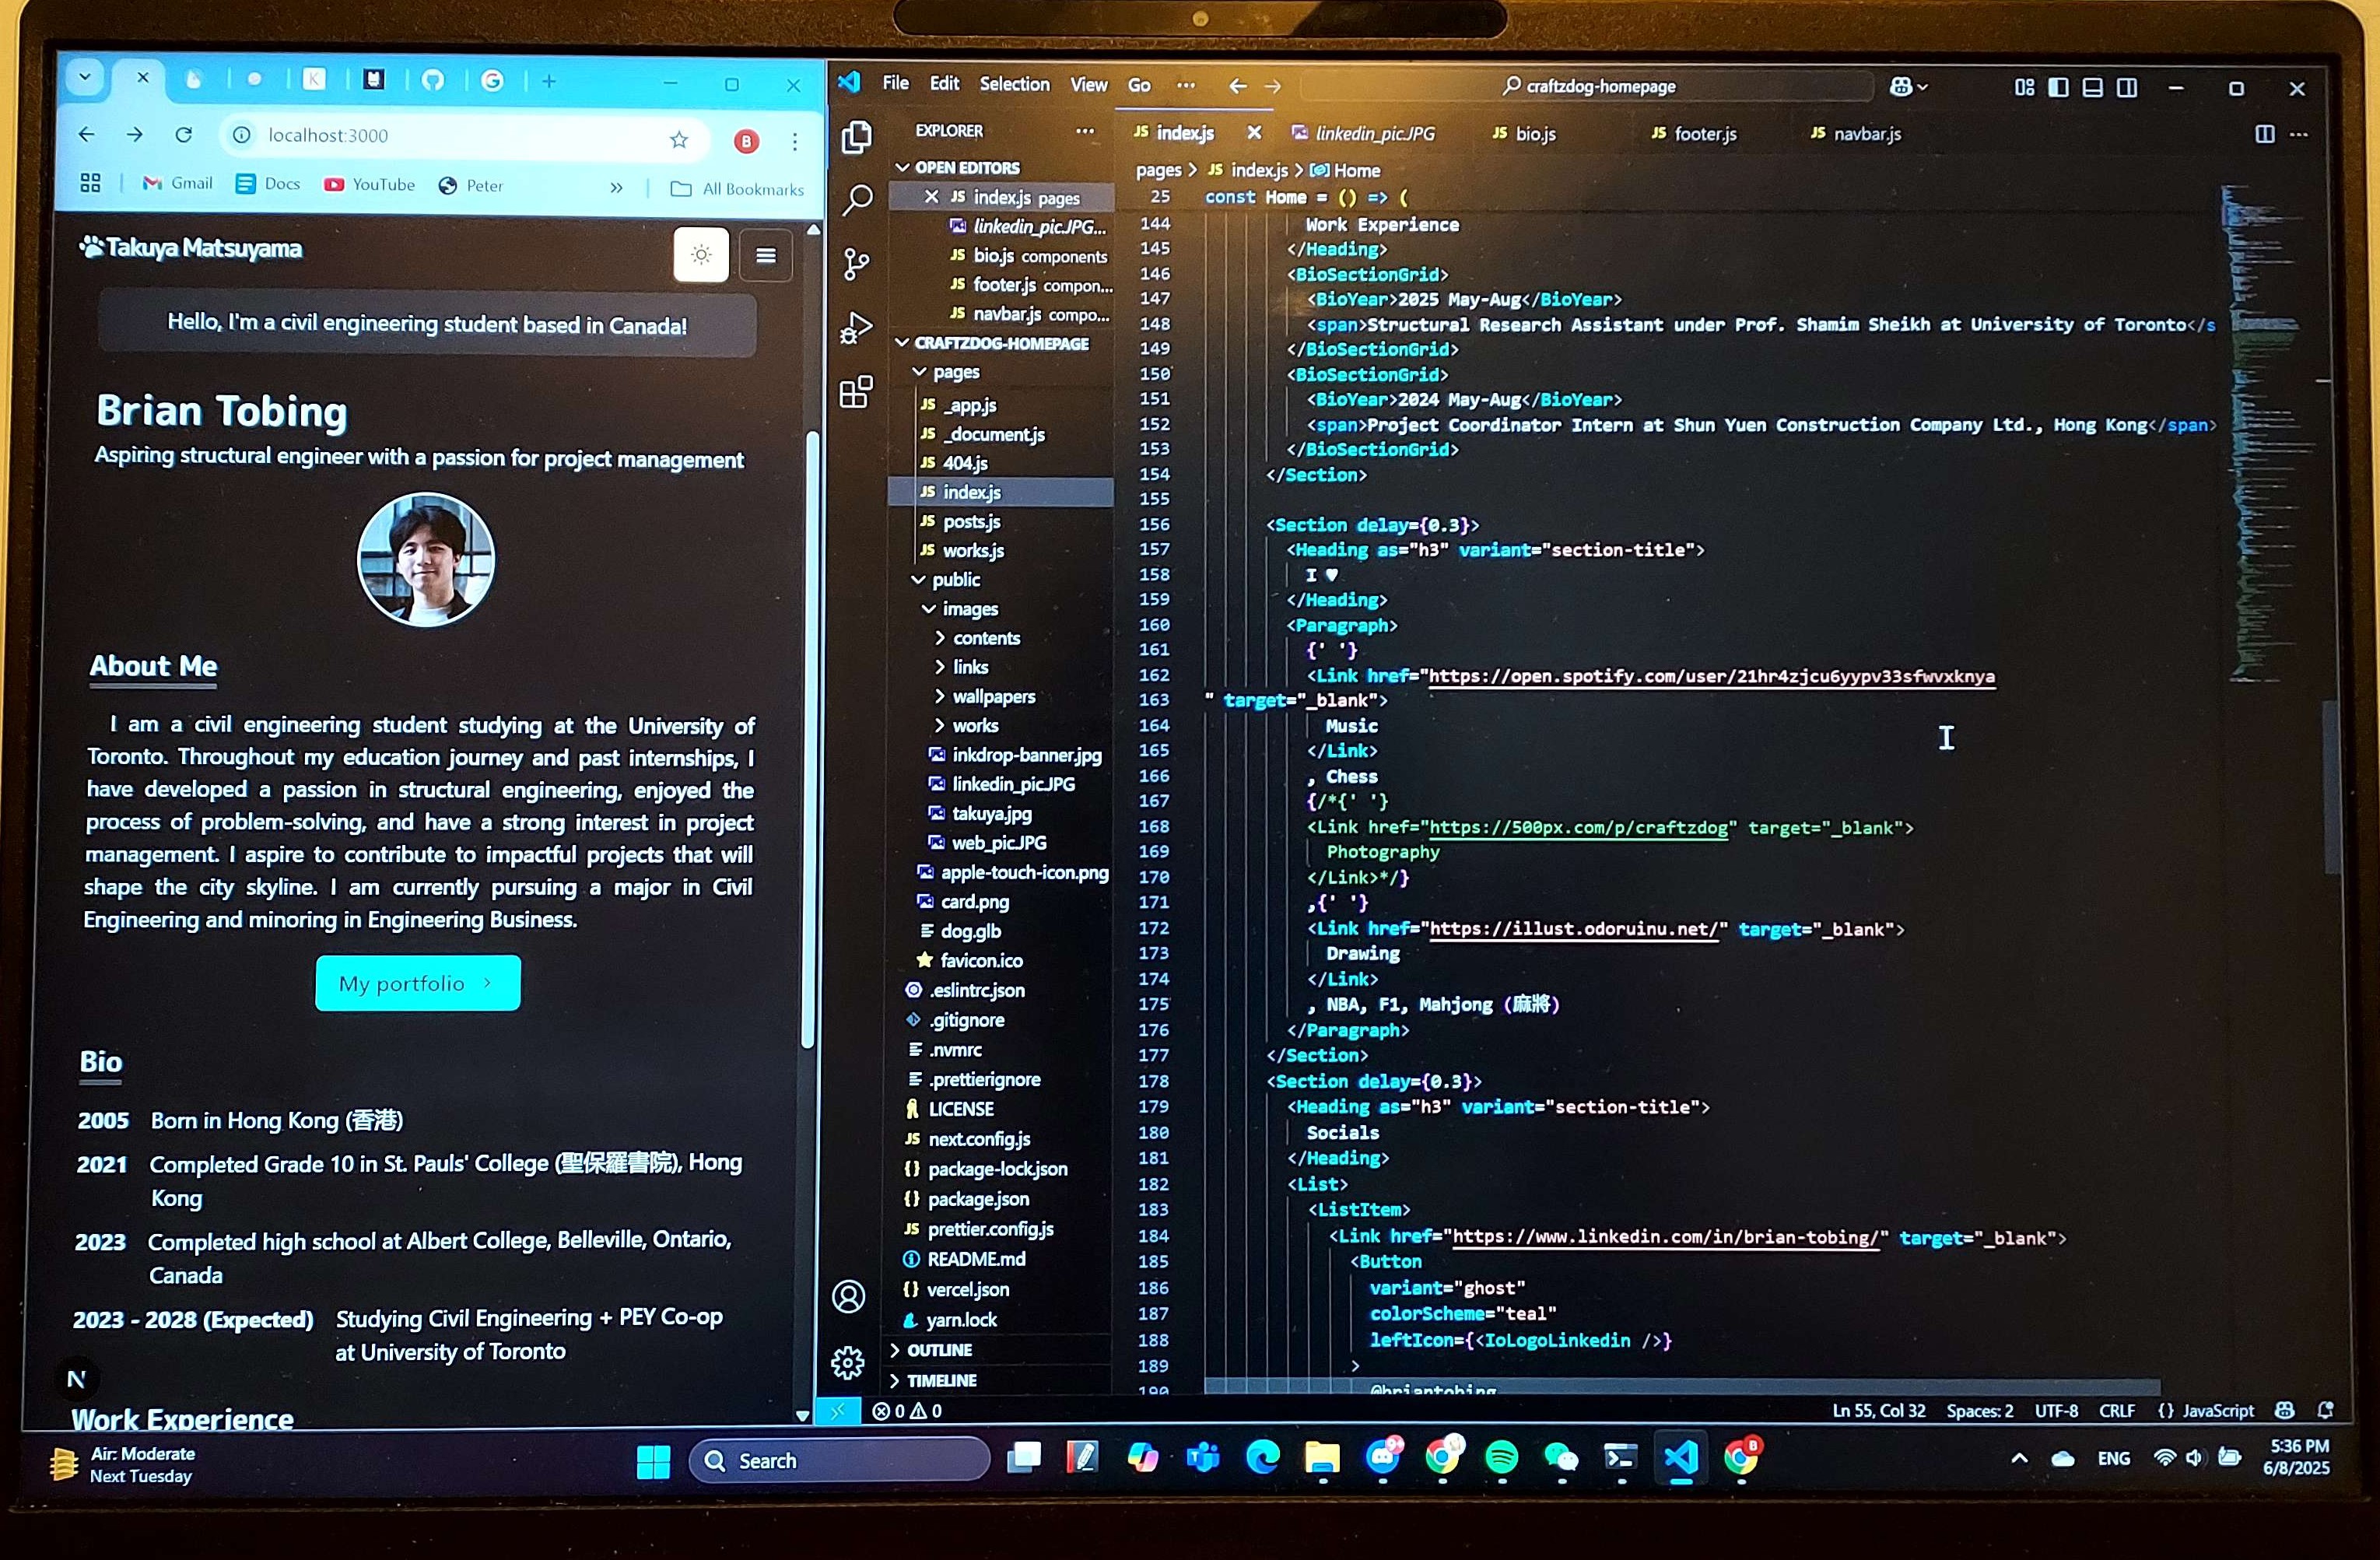 localhost:3000
Gmail
Docs
YouTube
Peter
All Bookmarks
Takuya Matsuyama
Hello, I'm a civil engineering student based in Canada!
Brian Tobing
Aspiring structural engineer with a passion for project management
About Me
I am a civil engineering student studying at the University of
Toronto. Throughout my education journey and past internships, I
have developed a passion in structural engineering, enjoyed the
process of problem-solving, and have a strong interest in project
management. I aspire to contribute to impactful projects that will
shape the city skyline. I am currently pursuing a major in Civil
Engineering and minoring in Engineering Business.
My portfolio
Bio
2005 Born in Hong Kong (香港)
2021 Completed Grade 10 in St. Pauls' College (聖保羅書院), Hong
Kong
2023 Completed high school at Albert College, Belleville, Ontario,
Canada
2023 - 2028 (Expected) Studying Civil Engineering + PEY Co-op
at University of Toronto
N
Work Experience
File Edit Selection View Go ···
craftzdog-homepage
EXPLORER ···
OPEN EDITORS
JS index.js pages
linkedin_pic.JPG...
JS bio.js components
JS footer.js compon...
JS navbar.js compo...
CRAFTZDOG-HOMEPAGE
pages
JS _app.js
JS _document.js
JS 404.js
JS index.js
JS posts.js
JS works.js
public
images
contents
links
wallpapers
works
inkdrop-banner.jpg
linkedin_pic.JPG
takuya.jpg
web_pic.JPG
apple-touch-icon.png
card.png
dog.glb
favicon.ico
.eslintrc.json
.gitignore
.nvmrc
.prettierignore
LICENSE
JS next.config.js
{} package-lock.json
{} package.json
JS prettier.config.js
README.md
{} vercel.json
yarn.lock
OUTLINE
TIMELINE
JS index.js
linkedin_pic.JPG
JS bio.js
JS footer.js
JS navbar.js
pages > JS index.js > Home
25 const Home = () => (
144 Work Experience
145 </Heading>
146 <BioSectionGrid>
147 <BioYear>2025 May-Aug</BioYear>
148 <span>Structural Research Assistant under Prof. Shamim Sheikh at University of Toronto</s
149 </BioSectionGrid>
150 <BioSectionGrid>
151 <BioYear>2024 May-Aug</BioYear>
152 <span>Project Coordinator Intern at Shun Yuen Construction Company Ltd., Hong Kong</span>
153 </BioSectionGrid>
154 </Section>
155
156 <Section delay={0.3}>
157 <Heading as="h3" variant="section-title">
158 I ♥
159 </Heading>
160 <Paragraph>
161 {' '}
162 <Link href="https://open.spotify.com/user/21hr4zjcu6yypv33sfwvxknya
163 " target="_blank">
164 Music
165 </Link>
166 , Chess
167 {/*{' '}
168 <Link href="https://500px.com/p/craftzdog" target="_blank">
169 Photography
170 </Link>*/}
171 ,{' '}
172 <Link href="https://illust.odoruinu.net/" target="_blank">
173 Drawing
174 </Link>
175 , NBA, F1, Mahjong (麻將)
176 </Paragraph>
177 </Section>
178 <Section delay={0.3}>
179 <Heading as="h3" variant="section-title">
180 Socials
181 </Heading>
182 <List>
183 <ListItem>
184 <Link href="https://www.linkedin.com/in/brian-tobing/" target="_blank">
185 <Button
186 variant="ghost"
187 colorScheme="teal"
188 leftIcon={<IoLogoLinkedin />}
189 >
190 @briantobing
0 0
Ln 55, Col 32 Spaces: 2 UTF-8 CRLF {} JavaScript
Air: Moderate
Next Tuesday
Search
ENG
5:36 PM
6/8/2025